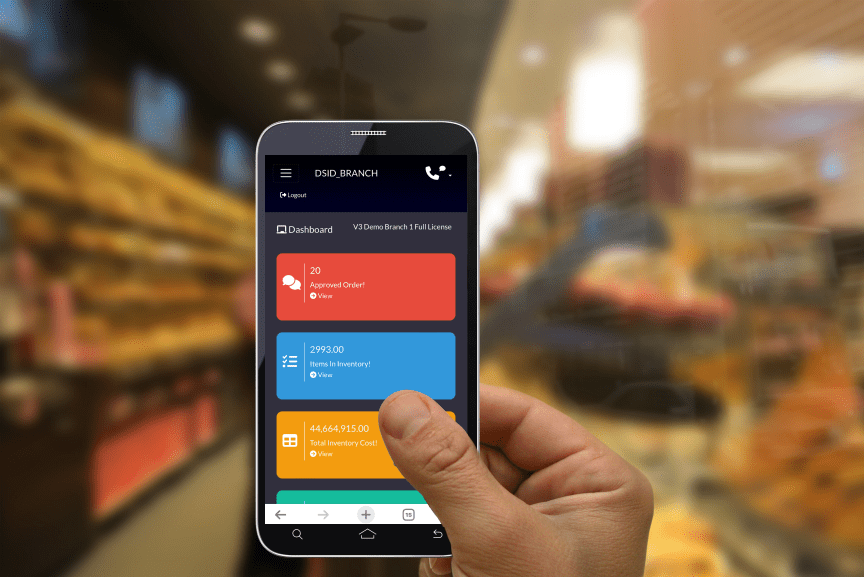 DSID_BRANCH
Logout
Dashboard
V3 Demo Branch 1 Full License
20
Approved Order!
View
2993.00
Items In Inventory!
View
44,664,915.00
Total Inventory Cost!
View
15